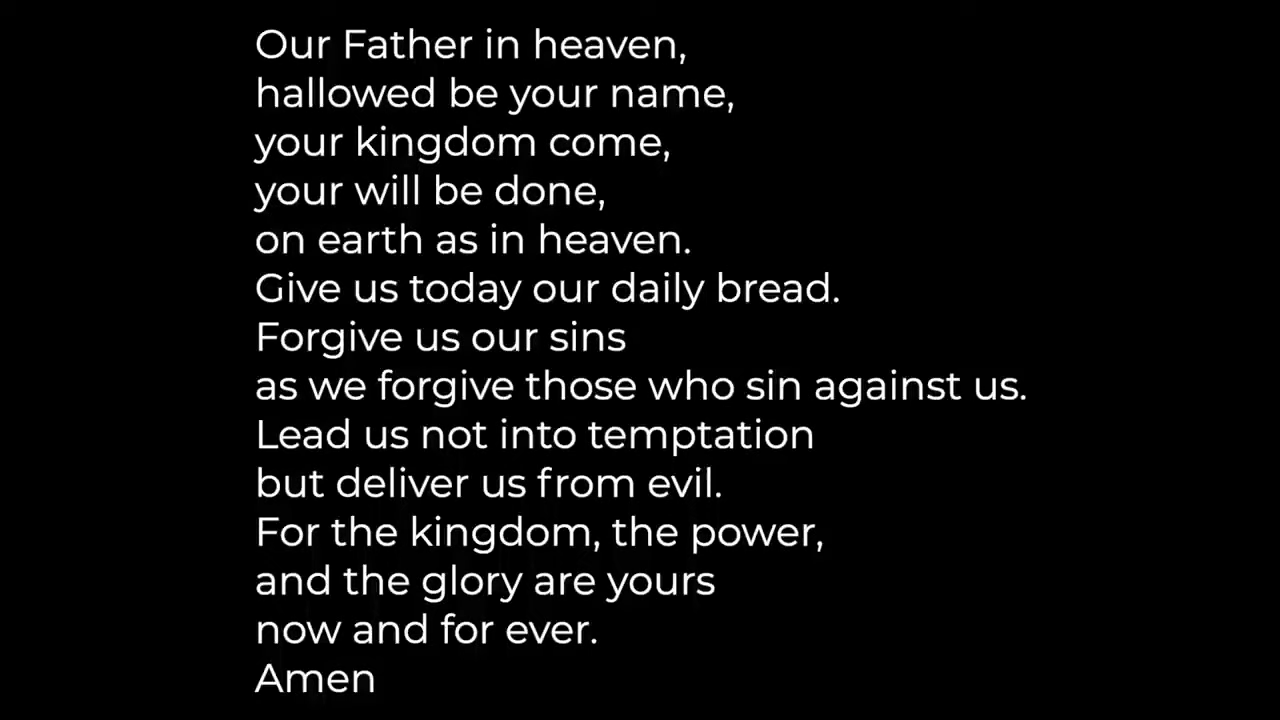 Our Father in heaven,
hallowed be your name,
your kingdom come,
your will be done,
on earth as in heaven.
Give us today our daily bread.
Forgive us our sins
as we forgive those who sin against us.
Lead us not into temptation
but deliver us from evil.
For the kingdom, the power,
and the glory are yours
now and for ever.
Amen